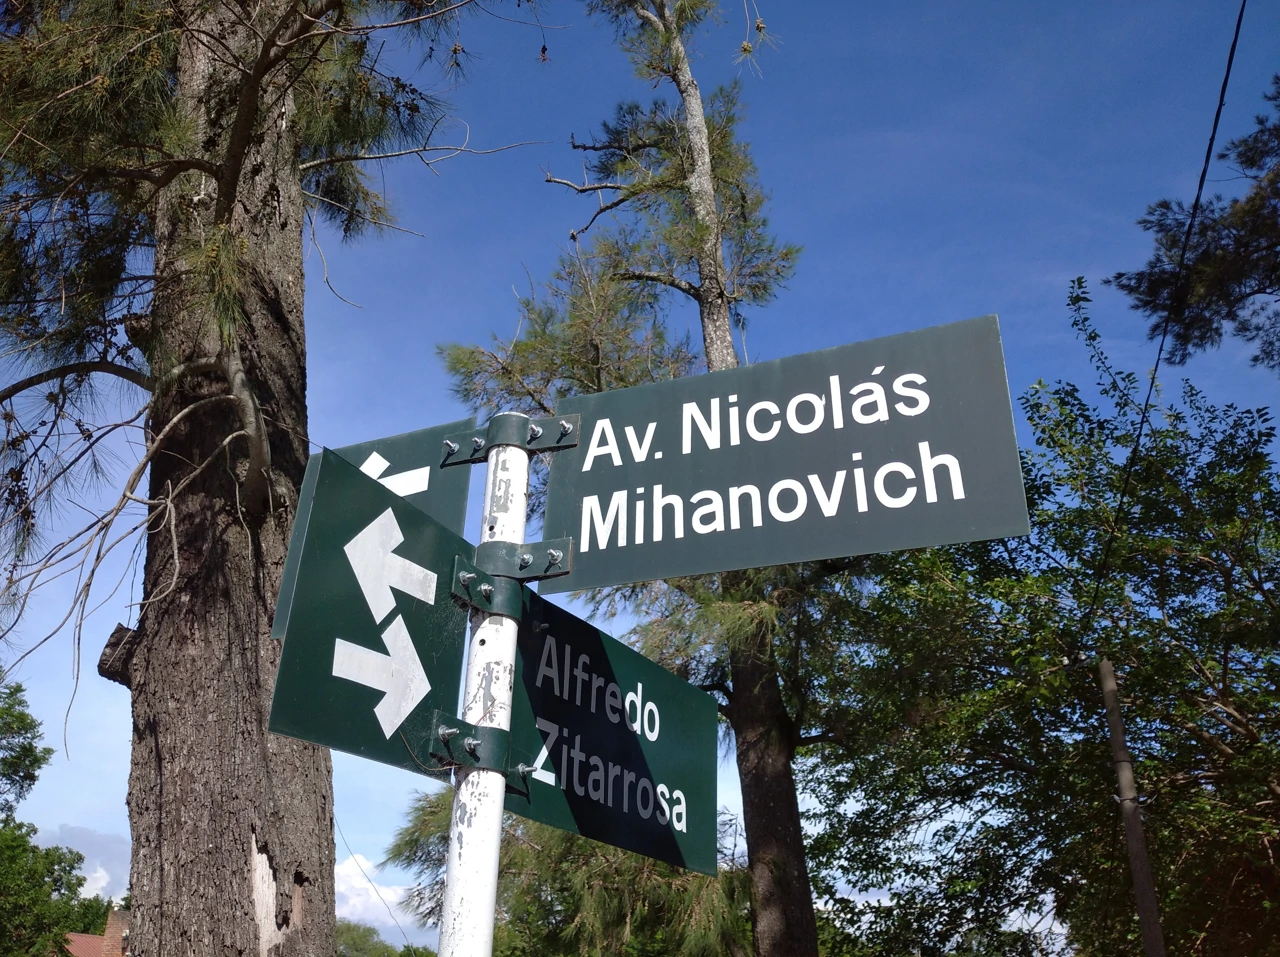 Av. Nicolás
Mihanovich
Alfredo
Zitarrosa